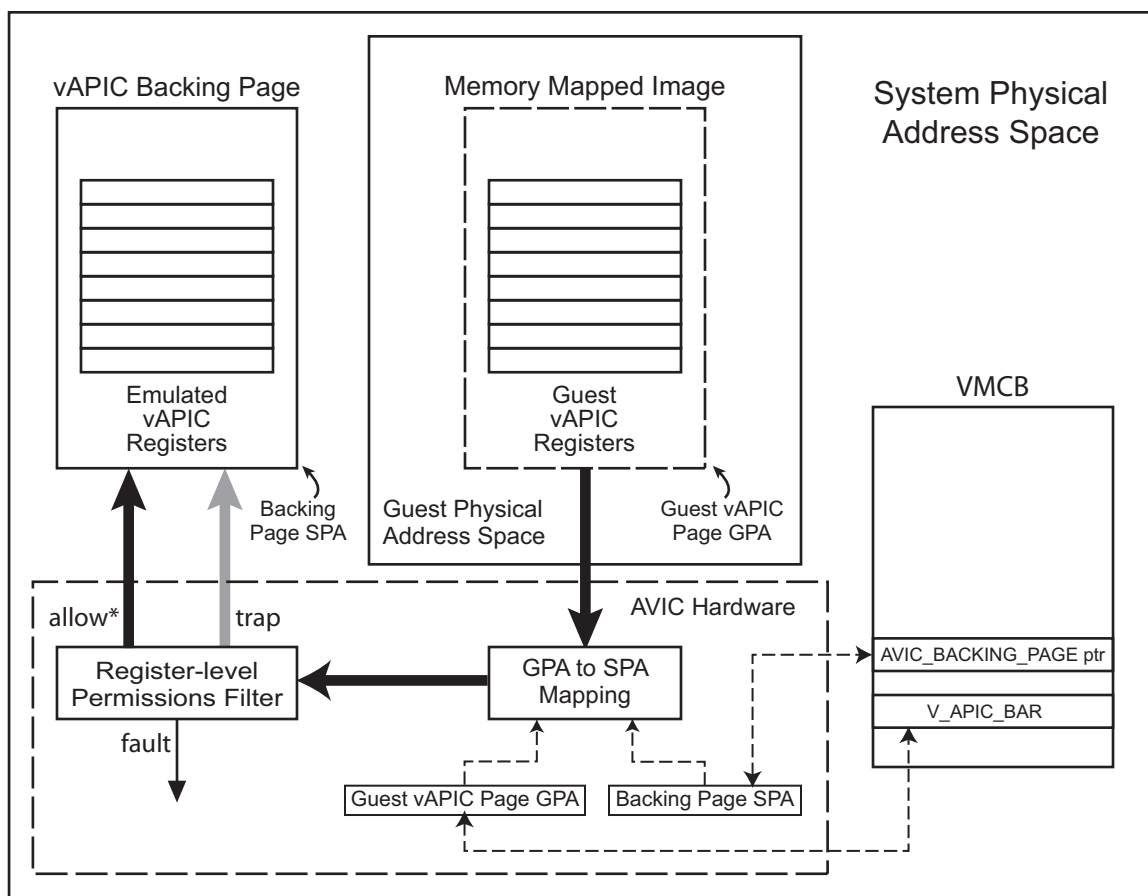 vAPIC Backing Page
Memory Mapped Image
System Physical
Address Space
Emulated
vAPIC
Registers
Guest
vAPIC
Registers
VMCB
Backing
Page SPA
Guest Physical
Address Space
Guest vAPIC
Page GPA
allow*
trap
AVIC Hardware
Register-level
Permissions Filter
GPA to SPA
Mapping
AVIC_BACKING_PAGE ptr
V_APIC_BAR
fault
Guest vAPIC Page GPA
Backing Page SPA